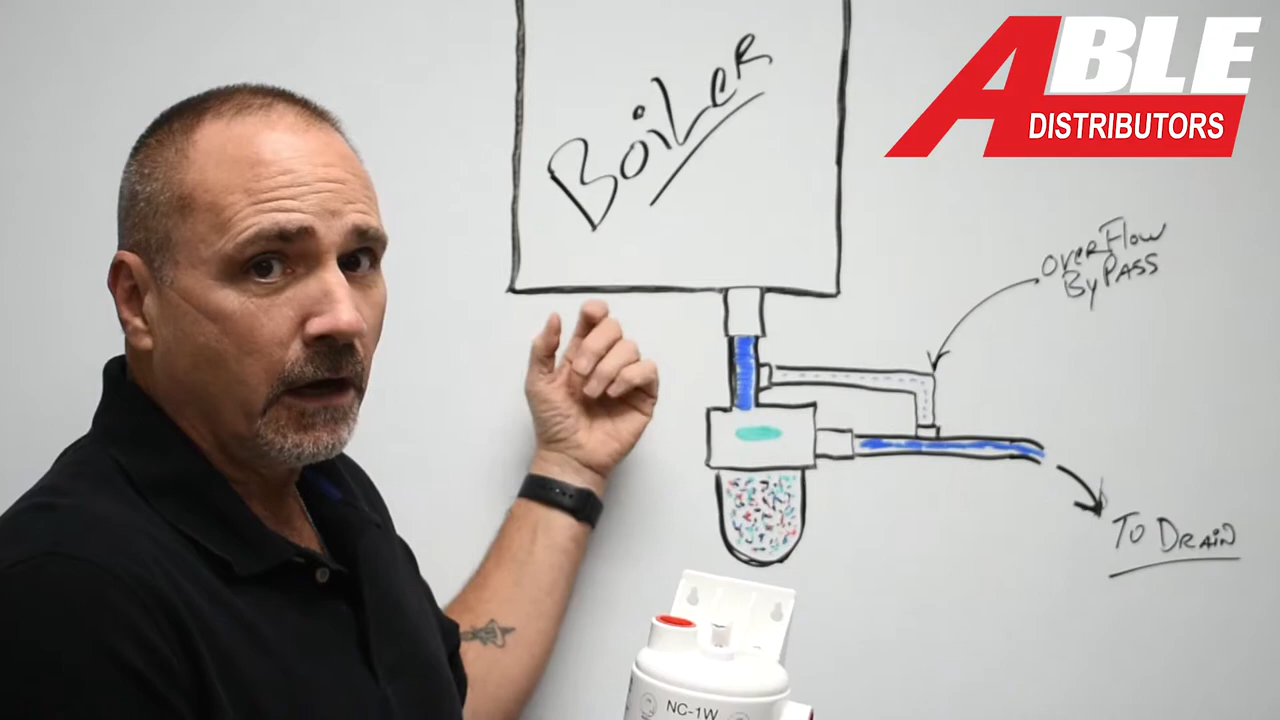 ABLE
DISTRIBUTORS
Boiler
OverFlow
ByPASS
To Drain
NC-1W